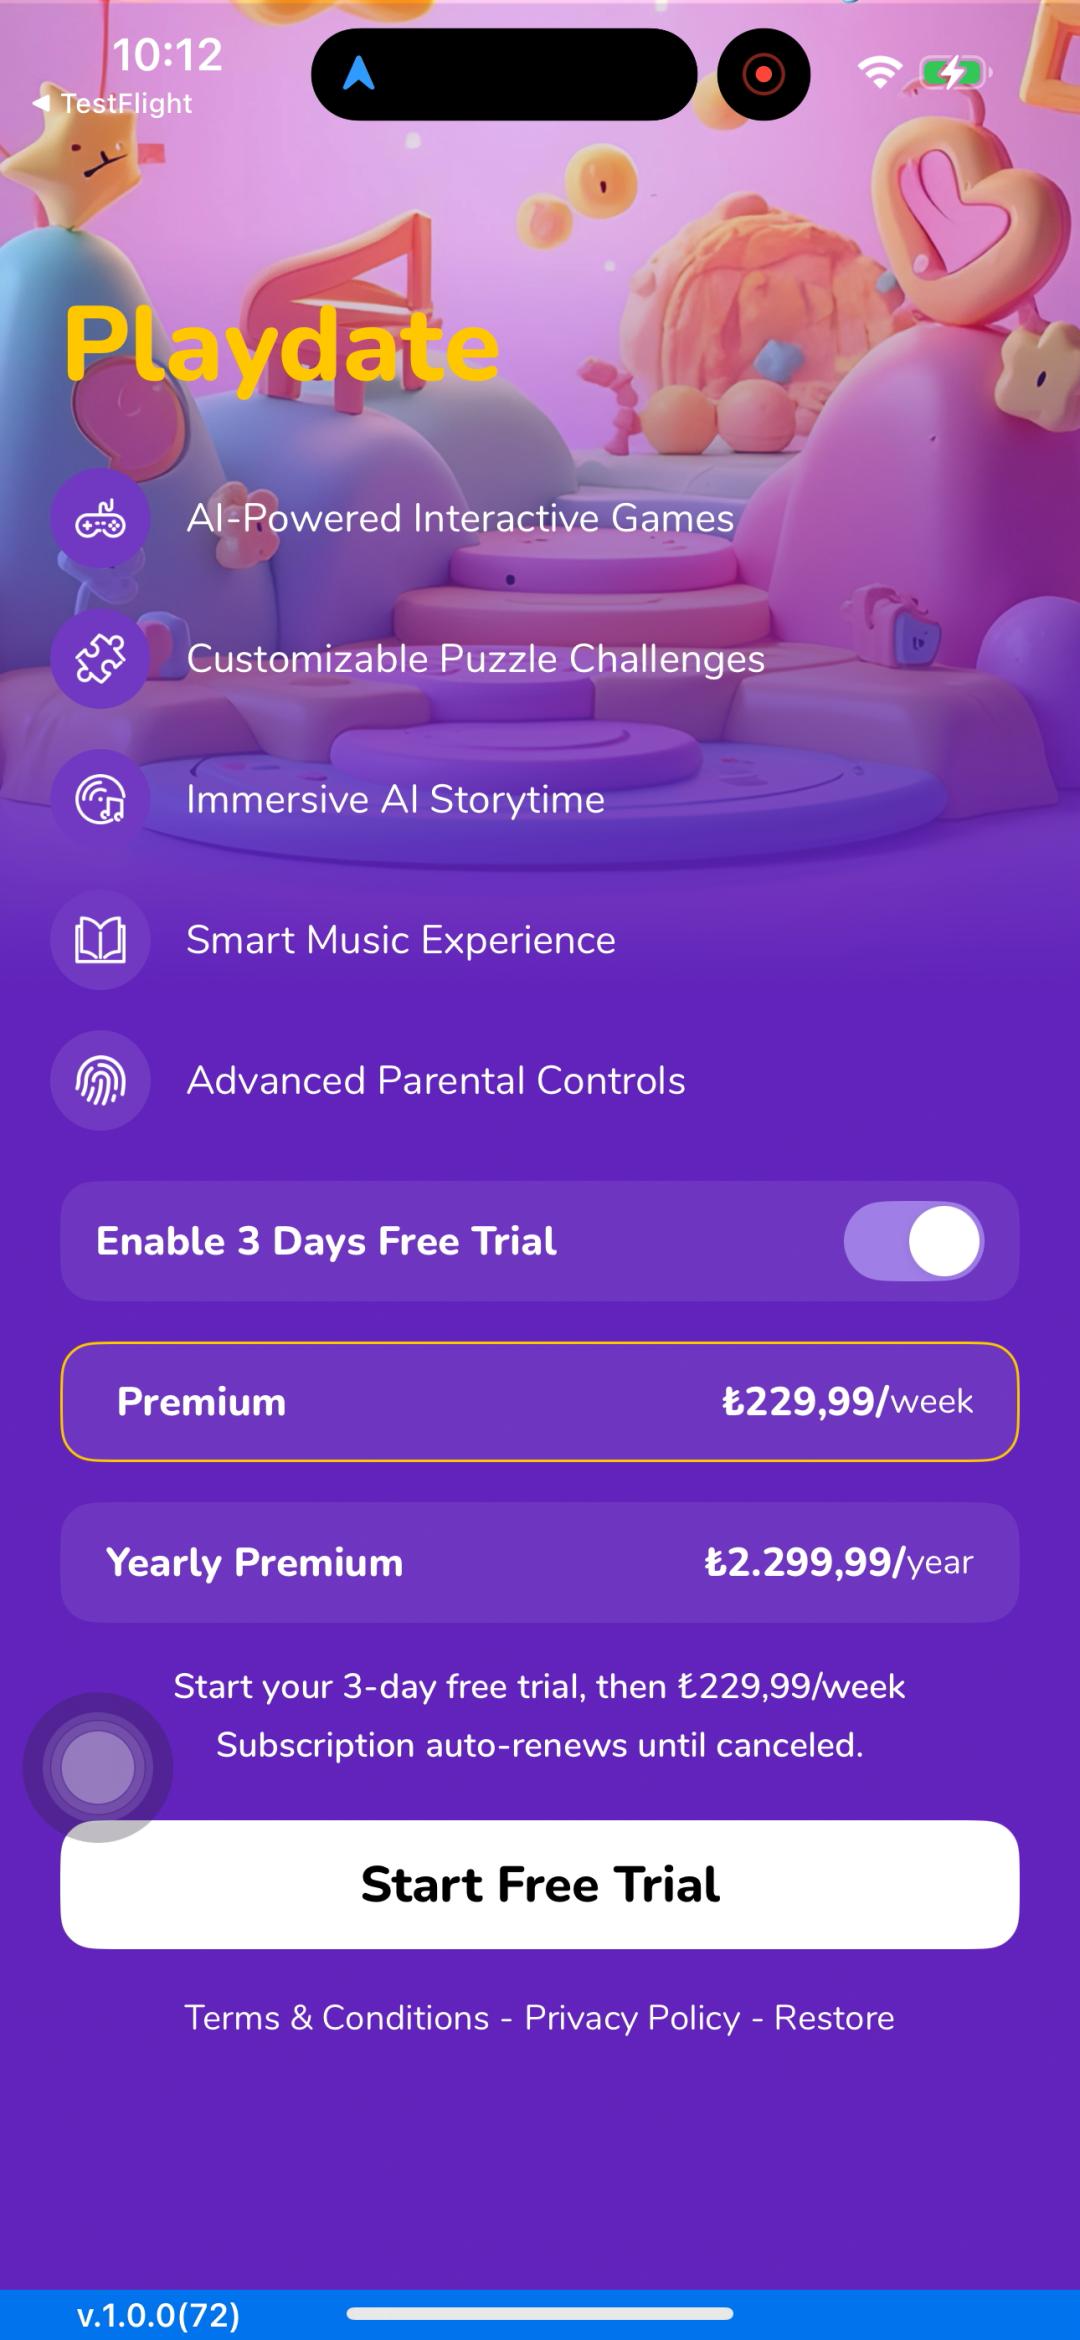 10:12
TestFlight
Playdate
AI-Powered Interactive Games
Customizable Puzzle Challenges
Immersive AI Storytime
Smart Music Experience
Advanced Parental Controls
Enable 3 Days Free Trial
Premium ₺229,99/week
Yearly Premium ₺2.299,99/year
Start your 3-day free trial, then ₺229,99/week
Subscription auto-renews until canceled.
Start Free Trial
Terms & Conditions - Privacy Policy - Restore
v.1.0.0(72)